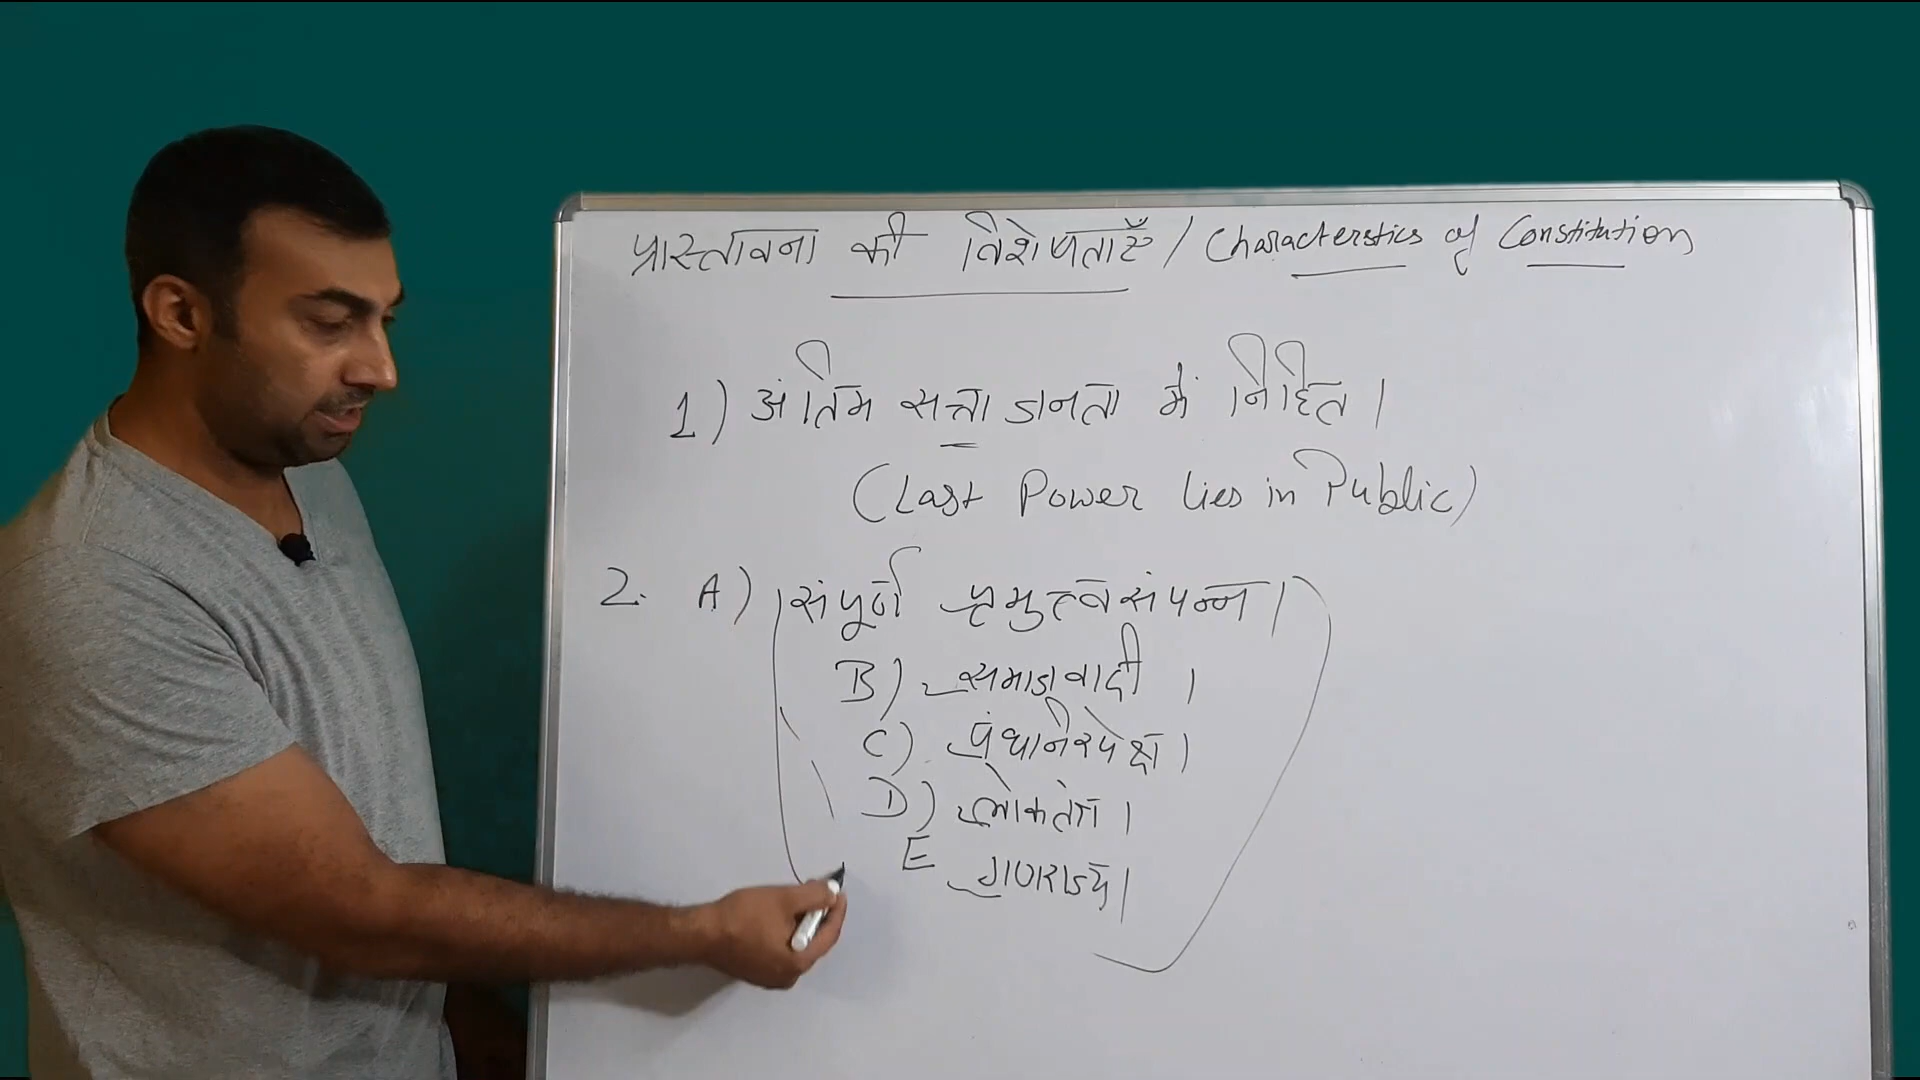 प्रास्तावना की विशेषताएँ / Characterstics of Constitution
1) अंतिम सत्ता जनता में निहित।
(Last Power lies in Public)
2. A) संपूर्ण प्रभुत्वसंपन्न।
B) समाजवादी।
C) पंथनिरपेक्ष।
D) लोकतंत्र।
E गणराज्य।